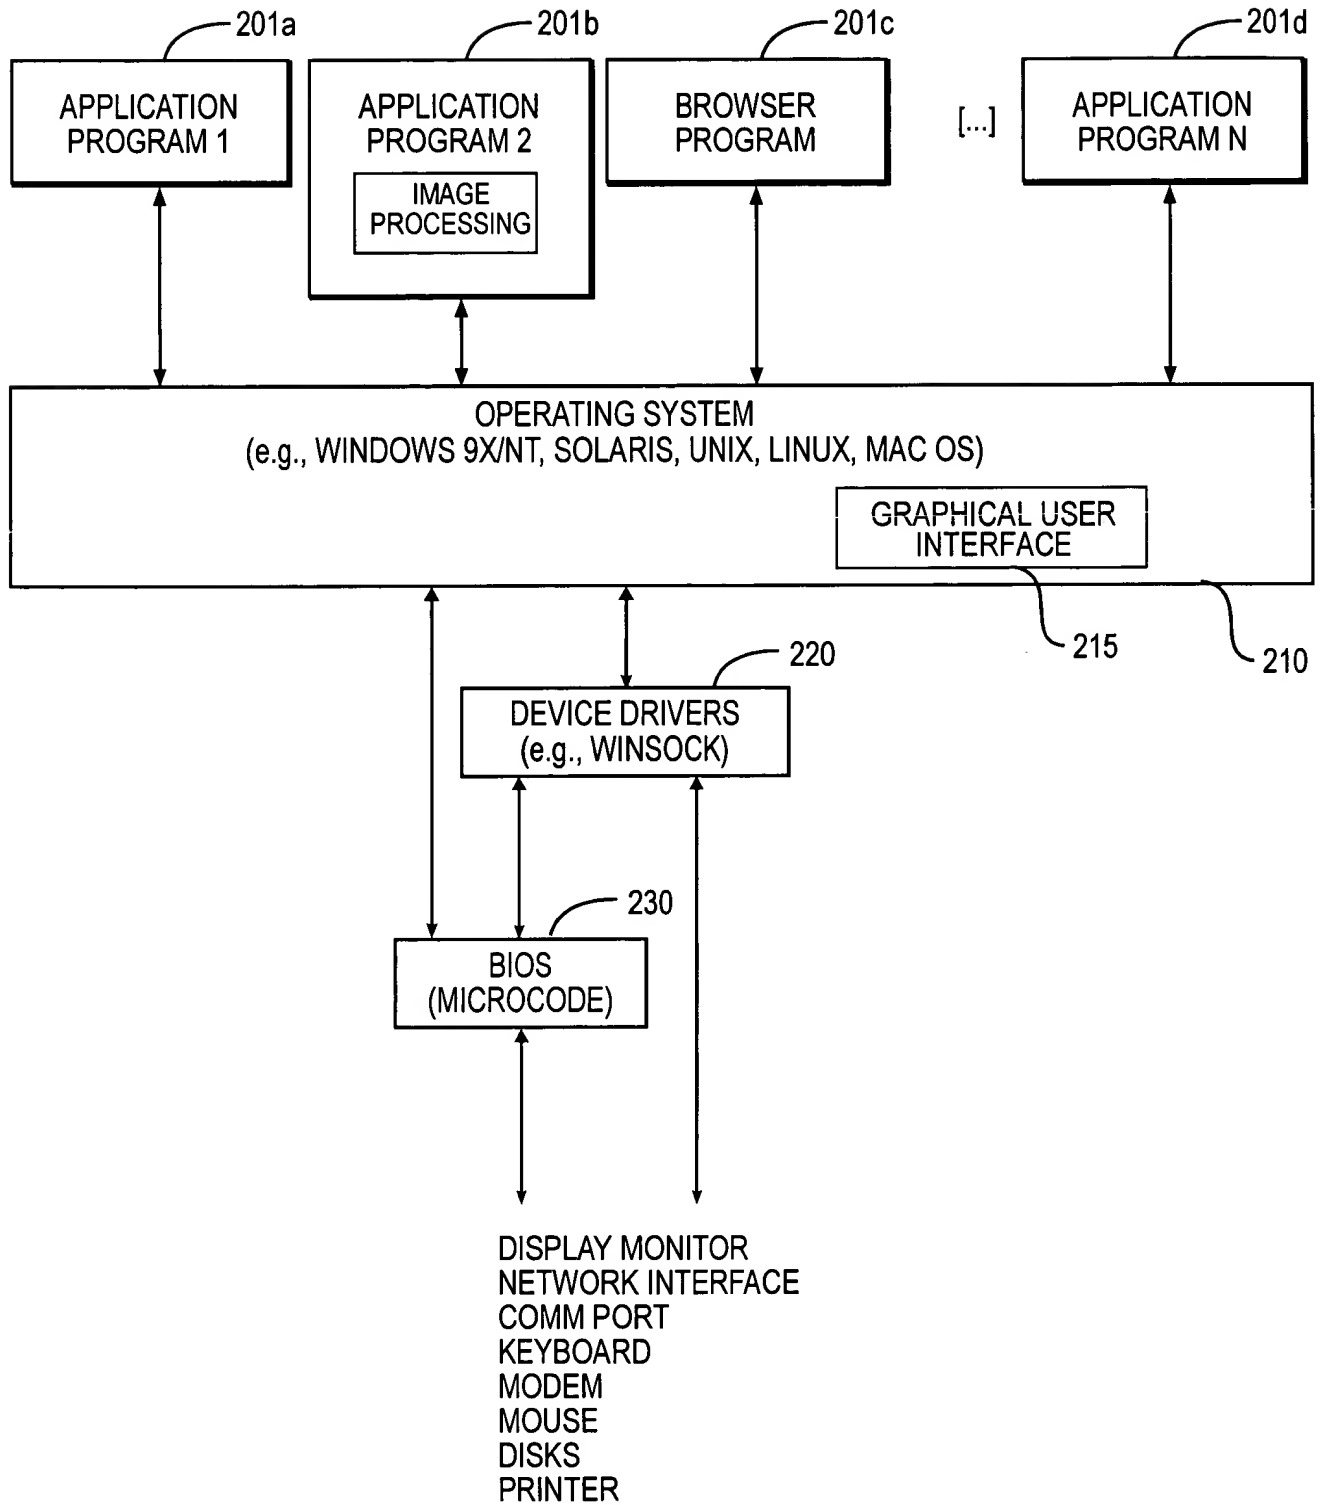 201a
201b
201c
201d
APPLICATION
PROGRAM 1
APPLICATION
PROGRAM 2
IMAGE
PROCESSING
BROWSER
PROGRAM
[...]
APPLICATION
PROGRAM N
OPERATING SYSTEM
(e.g., WINDOWS 9X/NT, SOLARIS, UNIX, LINUX, MAC OS)
GRAPHICAL USER
INTERFACE
215
210
220
DEVICE DRIVERS
(e.g., WINSOCK)
230
BIOS
(MICROCODE)
DISPLAY MONITOR
NETWORK INTERFACE
COMM PORT
KEYBOARD
MODEM
MOUSE
DISKS
PRINTER